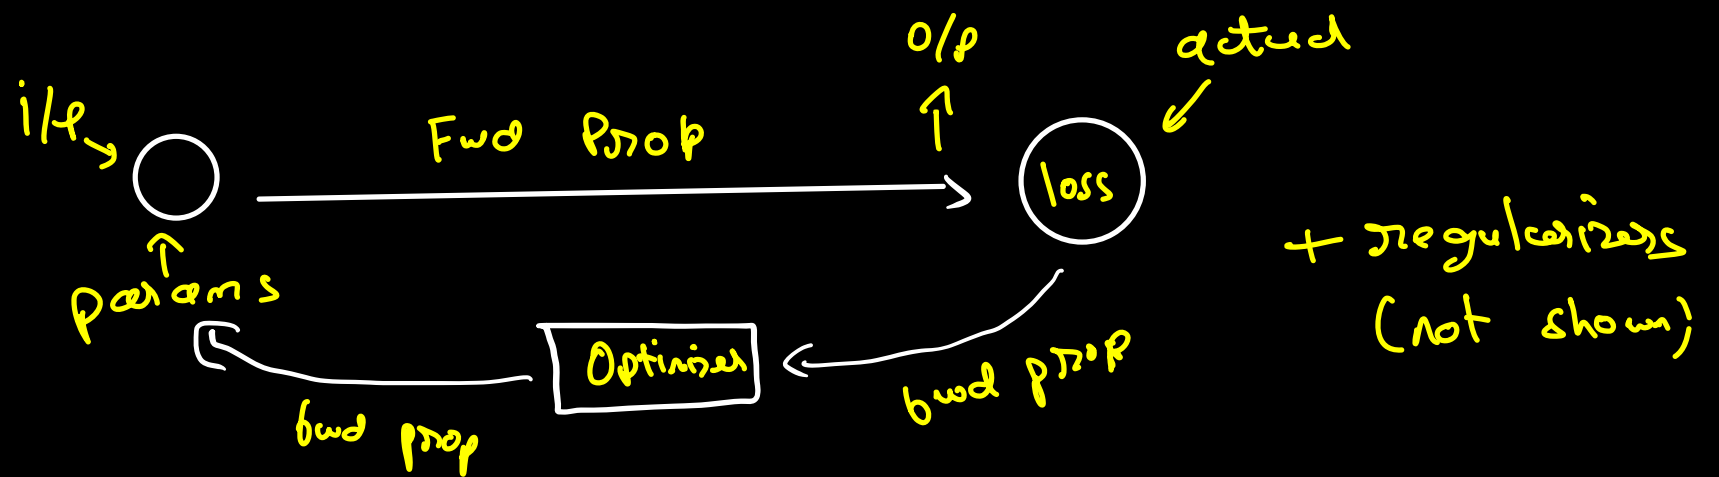 o/p
actual
i/p
Fwd Prop
loss
+ regularizers
(not shown)
params
Optimizer
bwd prop
bwd prop